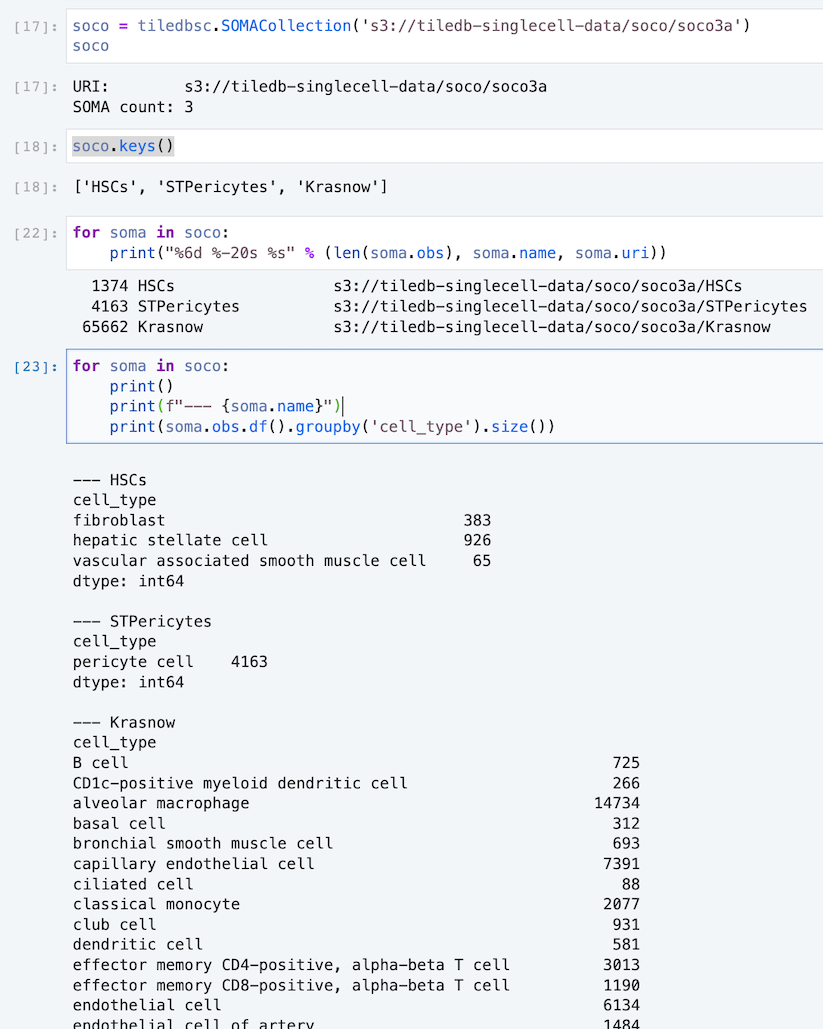 [17]: soco = tiledbsc.SOMACollection('s3://tiledb-singlecell-data/soco/soco3a')
soco
[17]: URI: s3://tiledb-singlecell-data/soco/soco3a
SOMA count: 3
[18]: soco.keys()
[18]: ['HSCs', 'STPericytes', 'Krasnow']
[22]: for soma in soco:
print("%6d %-20s %s" % (len(soma.obs), soma.name, soma.uri))
1374 HSCs s3://tiledb-singlecell-data/soco/soco3a/HSCs
4163 STPericytes s3://tiledb-singlecell-data/soco/soco3a/STPericytes
65662 Krasnow s3://tiledb-singlecell-data/soco/soco3a/Krasnow
[23]: for soma in soco:
print()
print(f"--- {soma.name}")
print(soma.obs.df().groupby('cell_type').size())
--- HSCs
cell_type
fibroblast 383
hepatic stellate cell 926
vascular associated smooth muscle cell 65
dtype: int64
--- STPericytes
cell_type
pericyte cell 4163
dtype: int64
--- Krasnow
cell_type
B cell 725
CD1c-positive myeloid dendritic cell 266
alveolar macrophage 14734
basal cell 312
bronchial smooth muscle cell 693
capillary endothelial cell 7391
ciliated cell 88
classical monocyte 2077
club cell 931
dendritic cell 581
effector memory CD4-positive, alpha-beta T cell 3013
effector memory CD8-positive, alpha-beta T cell 1190
endothelial cell 6134
endothelial cell of artery 1484